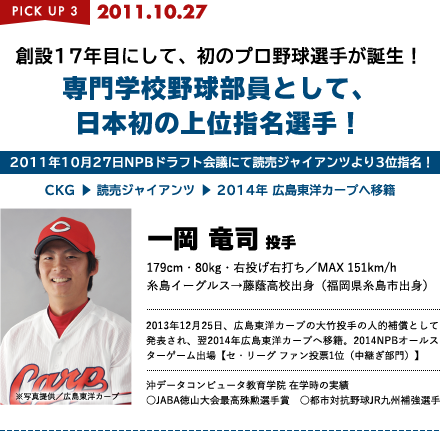 PICK UP 3 2011.10.27
創設17年目にして、初のプロ野球選手が誕生！
専門学校野球部員として、
日本初の上位指名選手！
2011年10月27日NPBドラフト会議にて読売ジャイアンツより3位指名！
CKG ▶ 読売ジャイアンツ ▶ 2014年 広島東洋カープへ移籍
一岡 竜司 投手
179cm・80kg・右投げ右打ち／MAX 151km/h
糸島イーグルス→藤蔭高校出身（福岡県糸島市出身）
2013年12月25日、広島東洋カープの大竹投手の人的補償として
発表され、翌2014年広島東洋カープへ移籍。2014NPBオールス
ターゲーム出場【セ・リーグ ファン投票1位（中継ぎ部門）】
沖データコンピュータ教育学院 在学時の実績
○JABA徳山大会最高殊勲選手賞　○都市対抗野球JR九州補強選手
Carp
※写真提供／広島東洋カープ